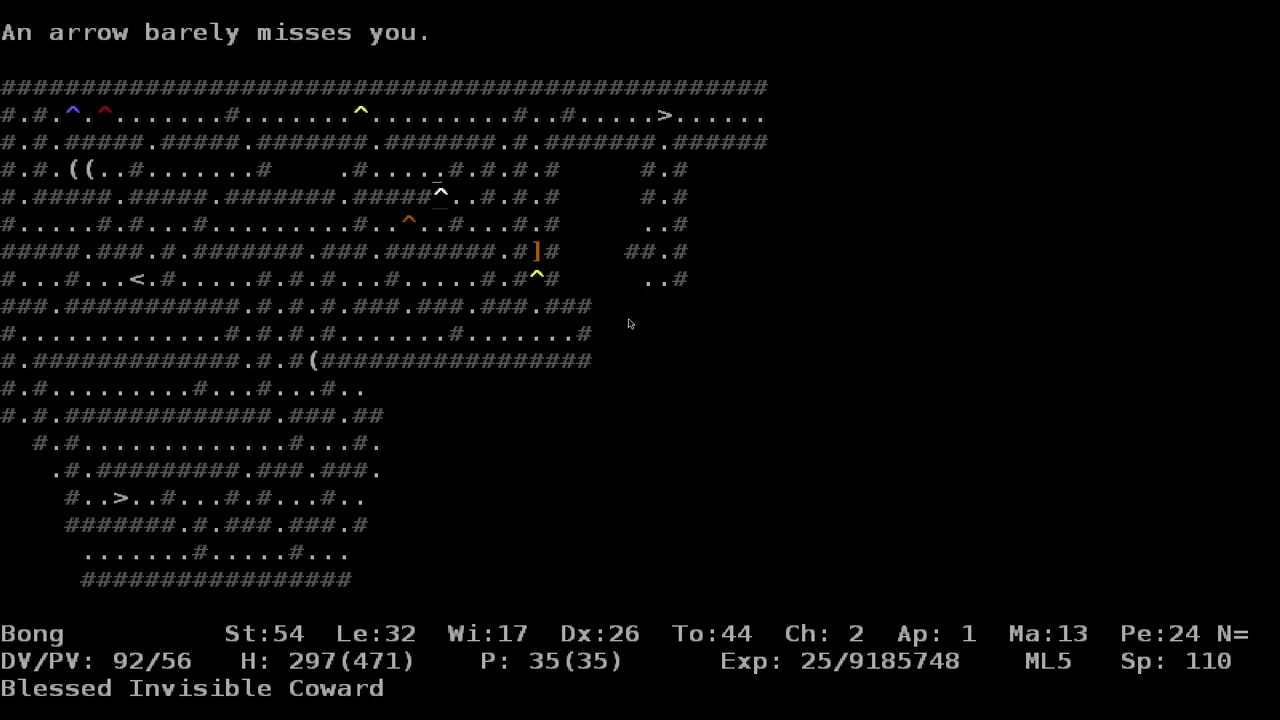 An arrow barely misses you.
Bong St:54 Le:32 Wi:17 Dx:26 To:44 Ch: 2 Ap: 1 Ma:13 Pe:24 N=
DV/PV: 92/56 H: 297(471) P: 35(35) Exp: 25/9185748 ML5 Sp: 110
Blessed Invisible Coward